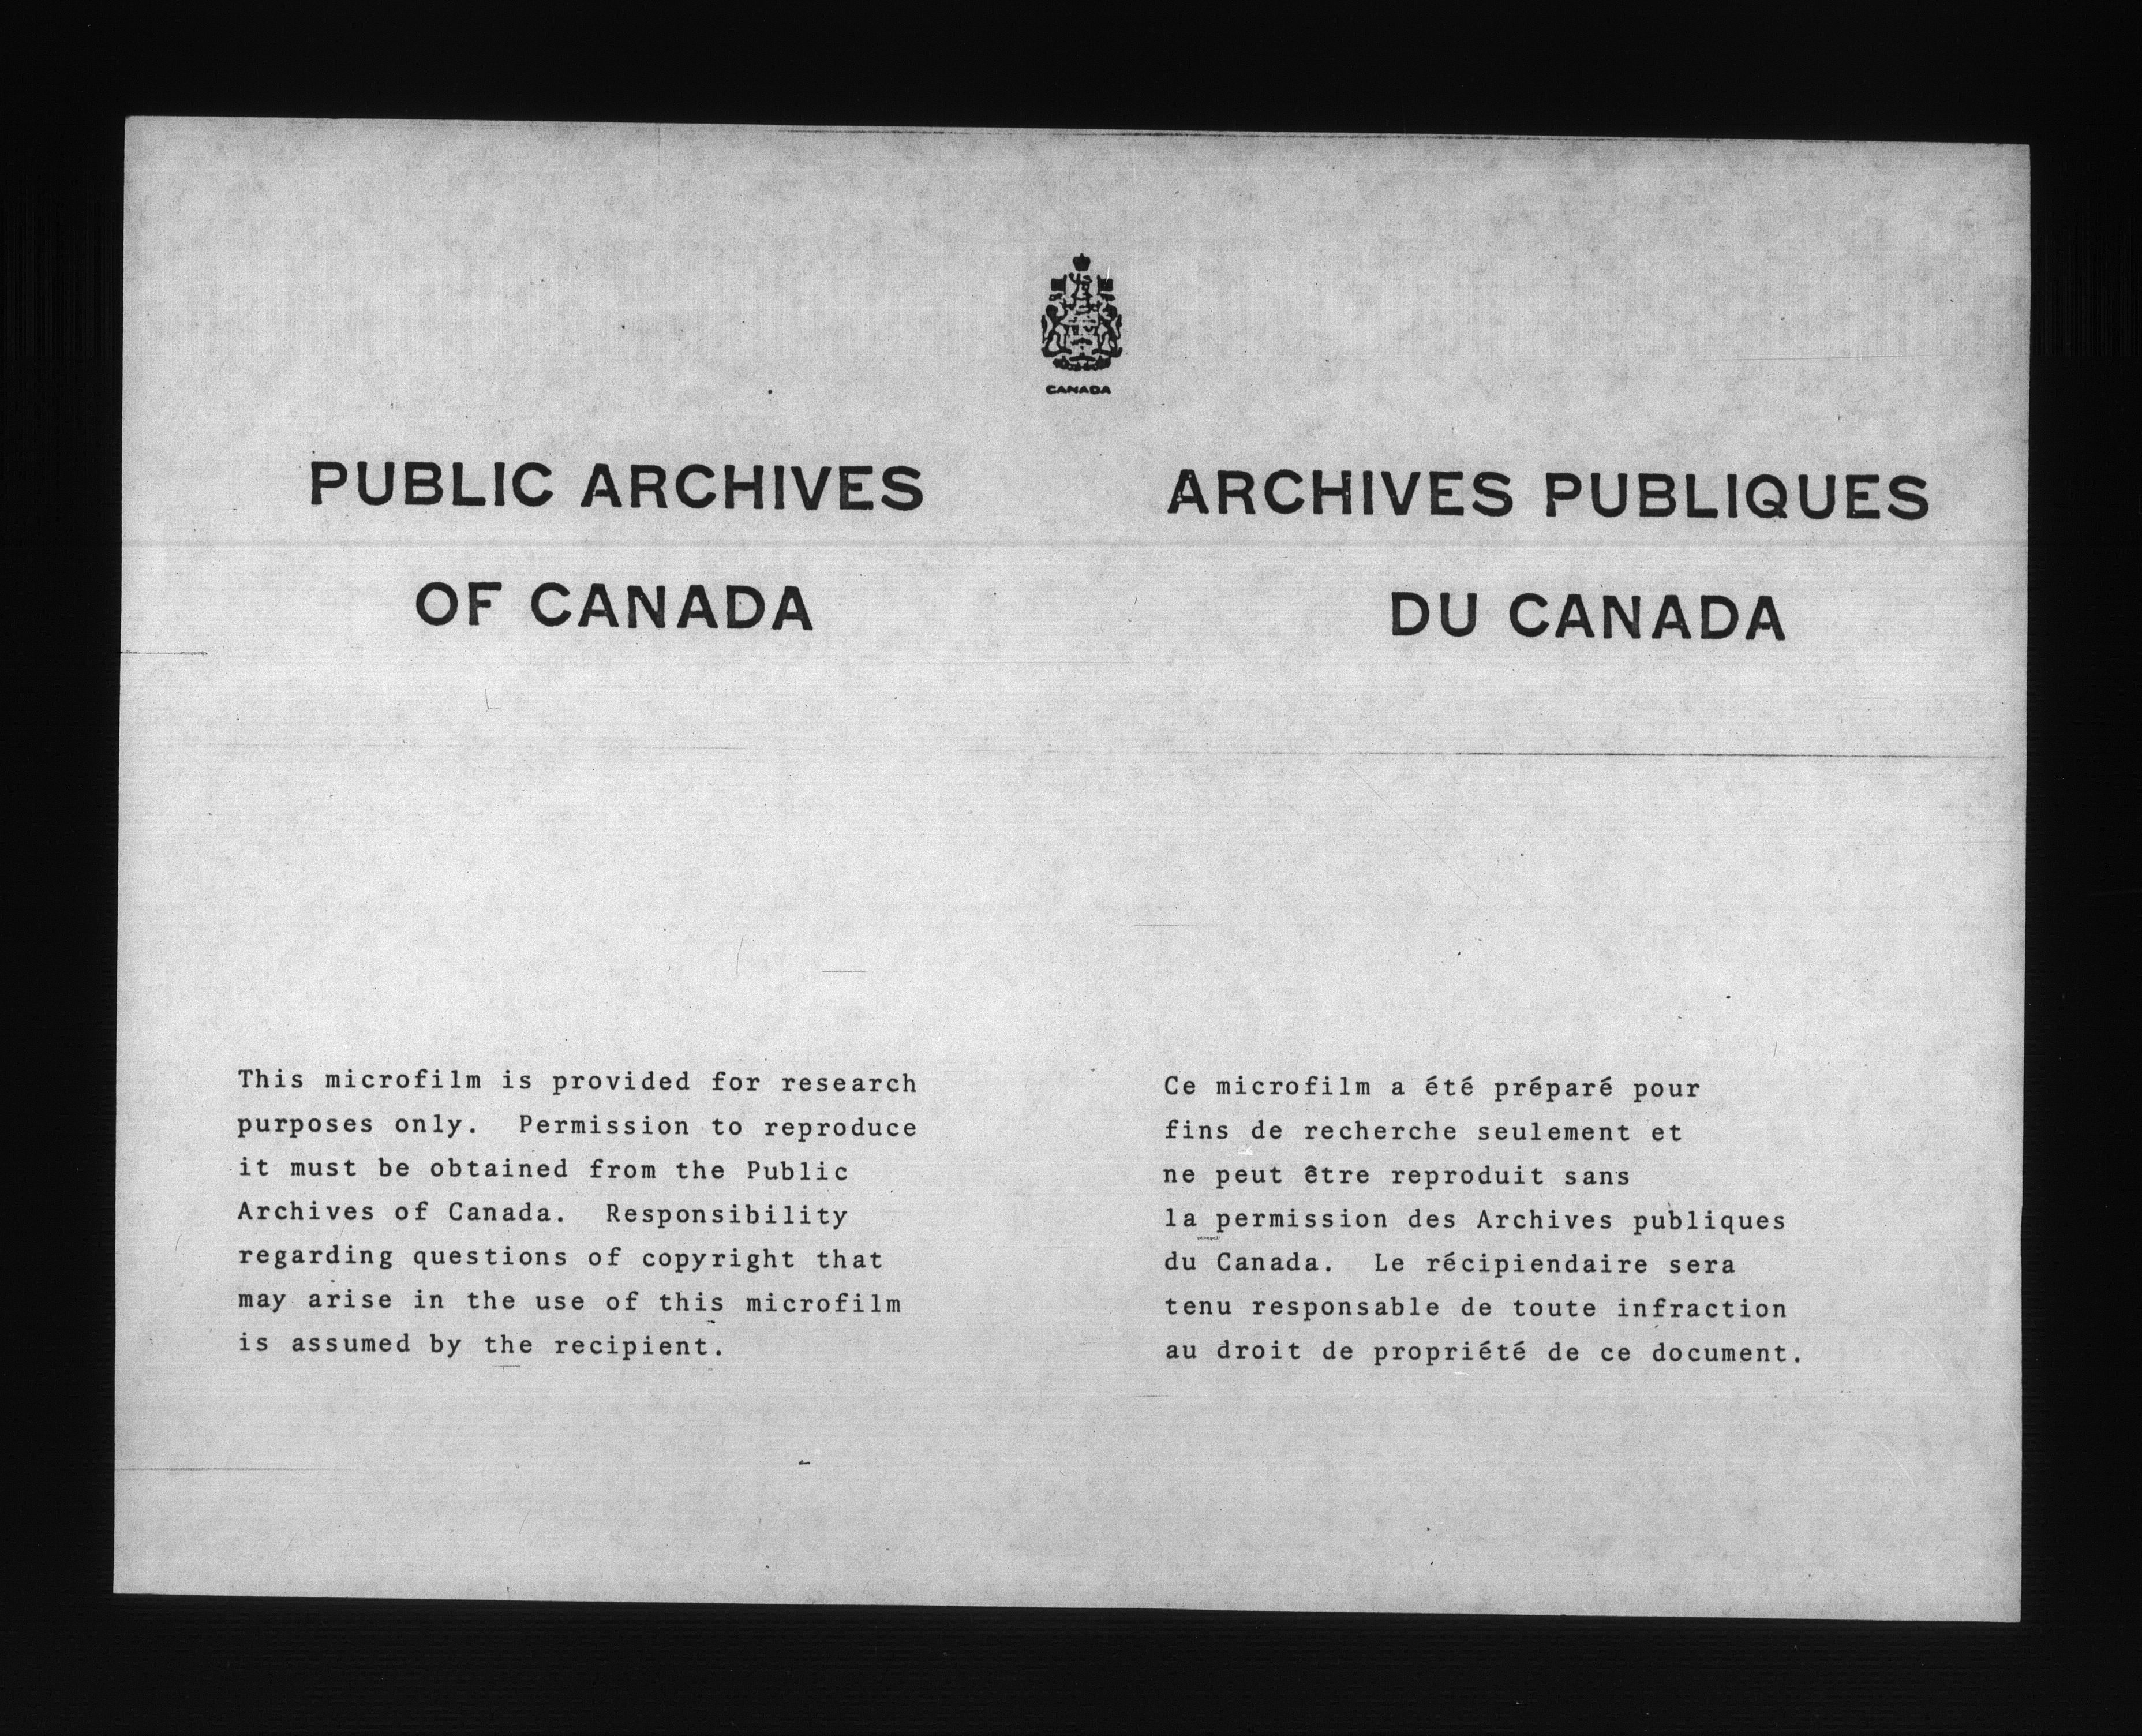 CANADA
PUBLIC ARCHIVES
OF CANADA
ARCHIVES PUBLIQUES
DU CANADA
This microfilm is provided for research
purposes only. Permission to reproduce
it must be obtained from the Public
Archives of Canada. Responsibility
regarding questions of copyright that
may arise in the use of this microfilm
is assumed by the recipient.
Ce microfilm a été préparé pour
fins de recherche seulement et
ne peut être reproduit sans
la permission des Archives publiques
du Canada. Le récipiendaire sera
tenu responsable de toute infraction
au droit de propriété de ce document.